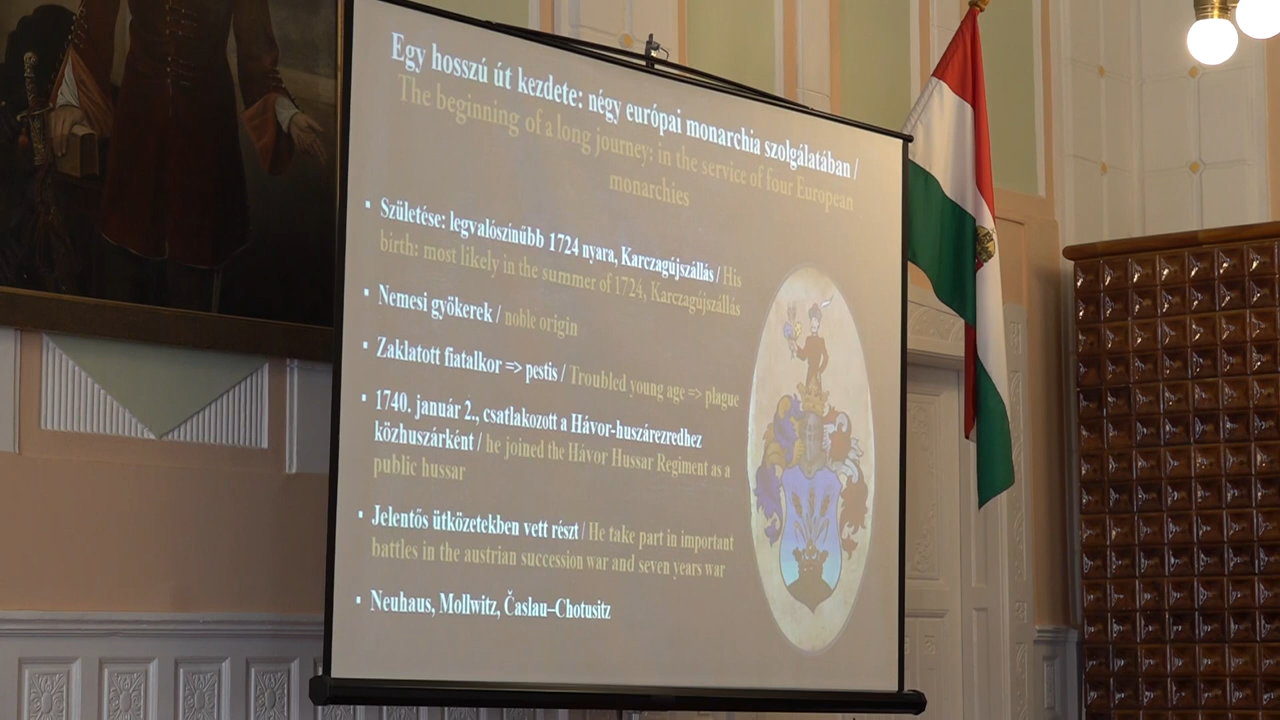 Egy hosszú út kezdete: négy európai monarchia szolgálatában /
The beginning of a long journey: in the service of four European
monarchies
▪ Születése: legvalószínűbb 1724 nyara, Karczagújszállás / His
birth: most likely in the summer of 1724, Karczagújszállás
▪ Nemesi gyökerek / noble origin
▪ Zaklatott fiatalkor => pestis / Troubled young age => plague
▪ 1740. január 2., csatlakozott a Hávor-huszárezredhez
közhuszárként / he joined the Hávor Hussar Regiment as a
public hussar
▪ Jelentős ütközetekben vett részt / He take part in important
battles in the austrian succession war and seven years war
▪ Neuhaus, Mollwitz, Časlau–Chotusitz